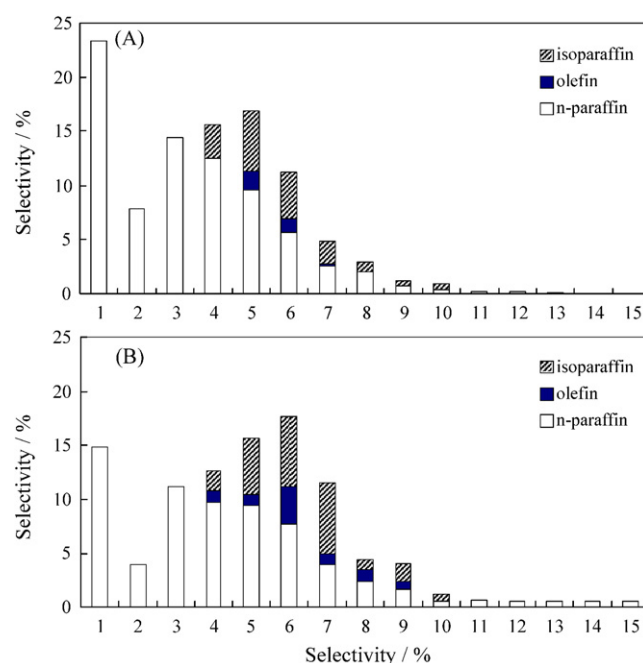 (A)
isoparaffin
olefin
n-paraffin
Selectivity / %
25
20
15
10
5
0
1 2 3 4 5 6 7 8 9 10 11 12 13 14 15
(B)
isoparaffin
olefin
n-paraffin
Selectivity / %
25
20
15
10
5
0
1 2 3 4 5 6 7 8 9 10 11 12 13 14 15
Selectivity / %